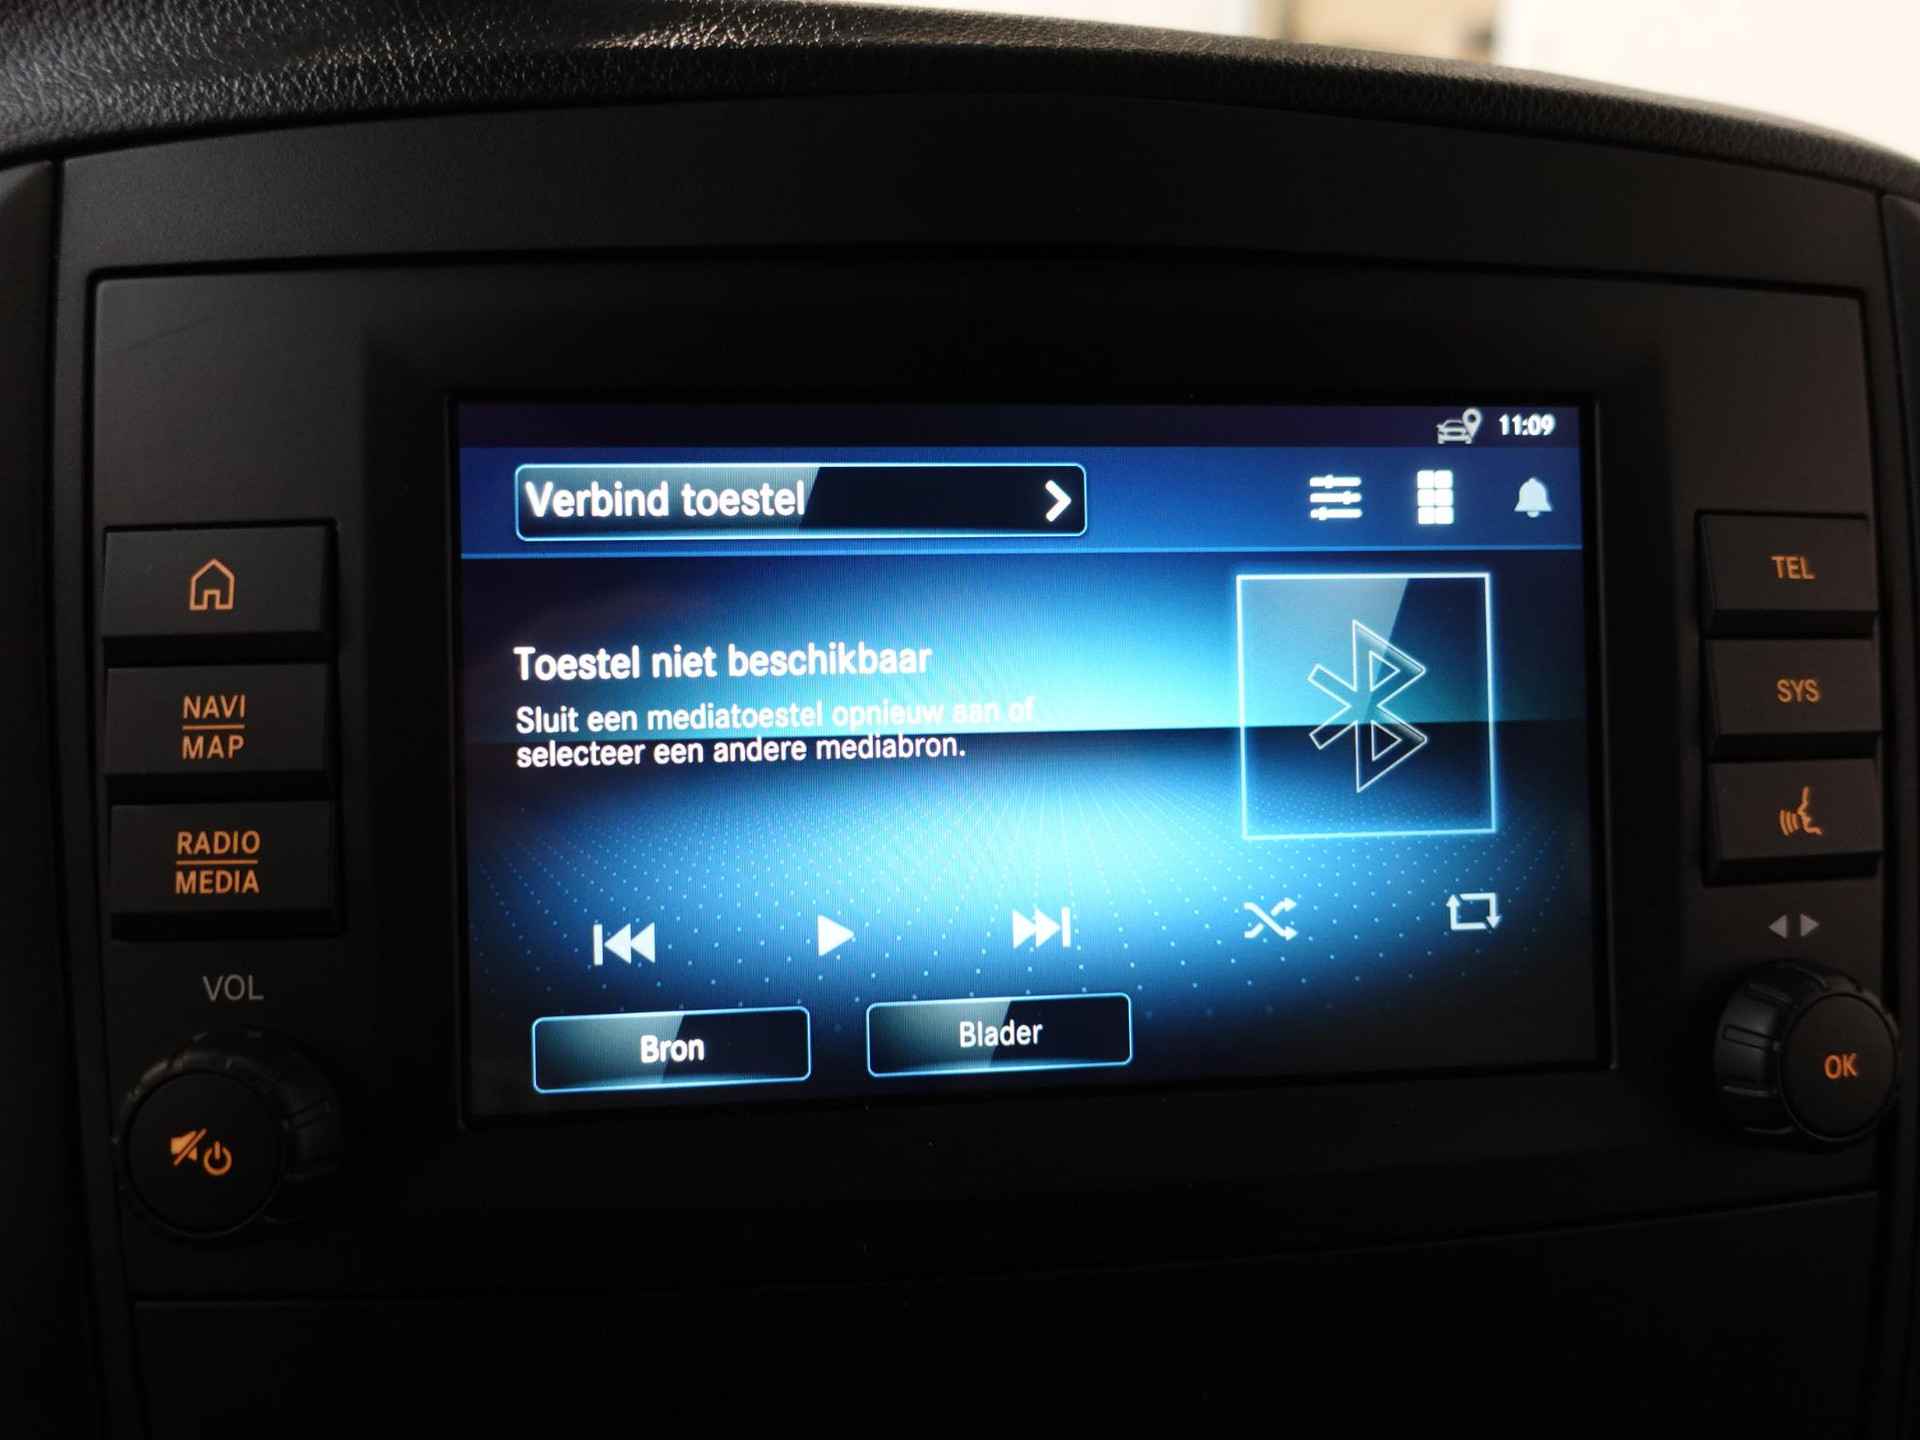 11:09
Verbind toestel
Toestel niet beschikbaar
Sluit een mediatoestel opnieuw aan of
selecteer een andere mediabron.
Bron
Blader
NAVI
MAP
RADIO
MEDIA
VOL
TEL
SYS
OK